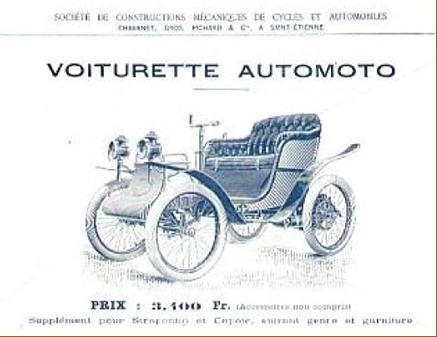 SOCIÉTÉ DE CONSTRUCTIONS MÉCANIQUES DE CYCLES ET AUTOMOBILES
CHAVANET, GROS, PICHARD & Cie, A SAINT-ÉTIENNE
VOITURETTE AUTOMOTO
PRIX : 3.400 Fr. (Accessoires non compris)
Supplément pour Strapontin et Capote, suivant genre et garniture